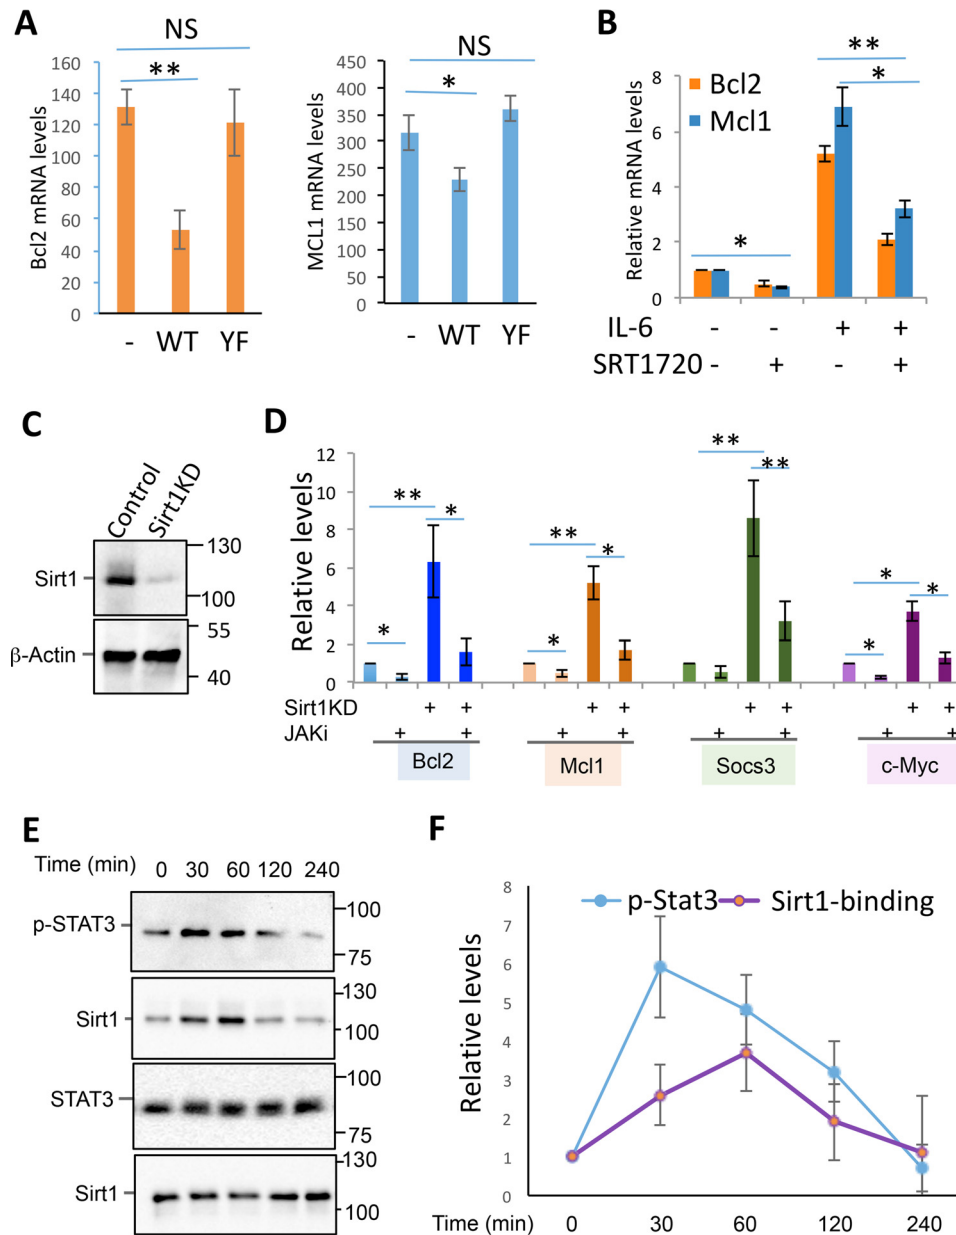 A
NS
**
160
140
120
100
80
60
40
20
0
Bcl2 mRNA levels
- WT YF
NS
*
450
400
350
300
250
200
150
100
50
0
MCL1 mRNA levels
- WT YF
B
**
*
*
8
6
4
2
0
Relative mRNA levels
Bcl2
Mcl1
IL-6 - - + +
SRT1720 - + - +
C
Control Sirt1KD
Sirt1
130
100
β-Actin
55
40
D
12
10
8
6
4
2
0
Relative levels
** * *
** * *
** **
* * *
Sirt1KD + + + + + + + +
JAKi + + + + + + + +
Bcl2 Mcl1 Socs3 c-Myc
E
Time (min) 0 30 60 120 240
p-STAT3
100
75
Sirt1
130
100
STAT3
100
75
Sirt1
130
100
F
8
7
6
5
4
3
2
1
0
Relative levels
p-Stat3 Sirt1-binding
Time (min) 0 30 60 120 240